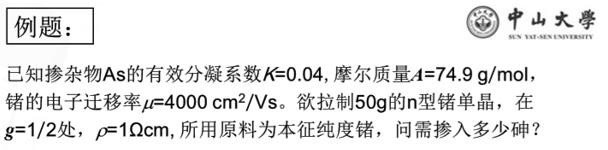 例题：
中山大学
SUN YAT-SEN UNIVERSITY
已知掺杂物As的有效分凝系数K=0.04, 摩尔质量A=74.9 g/mol，
锗的电子迁移率μ=4000 cm²/Vs。欲拉制50g的n型锗单晶，在
g=1/2处，ρ=1Ωcm, 所用原料为本征纯度锗，问需掺入多少砷？